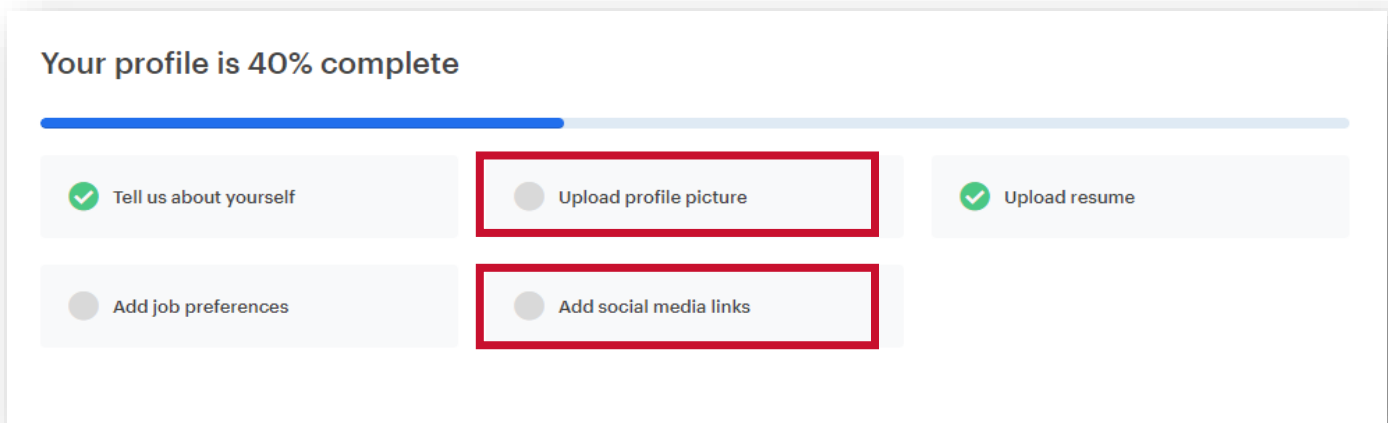 Your profile is 40% complete
Tell us about yourself
Upload profile picture
Upload resume
Add job preferences
Add social media links